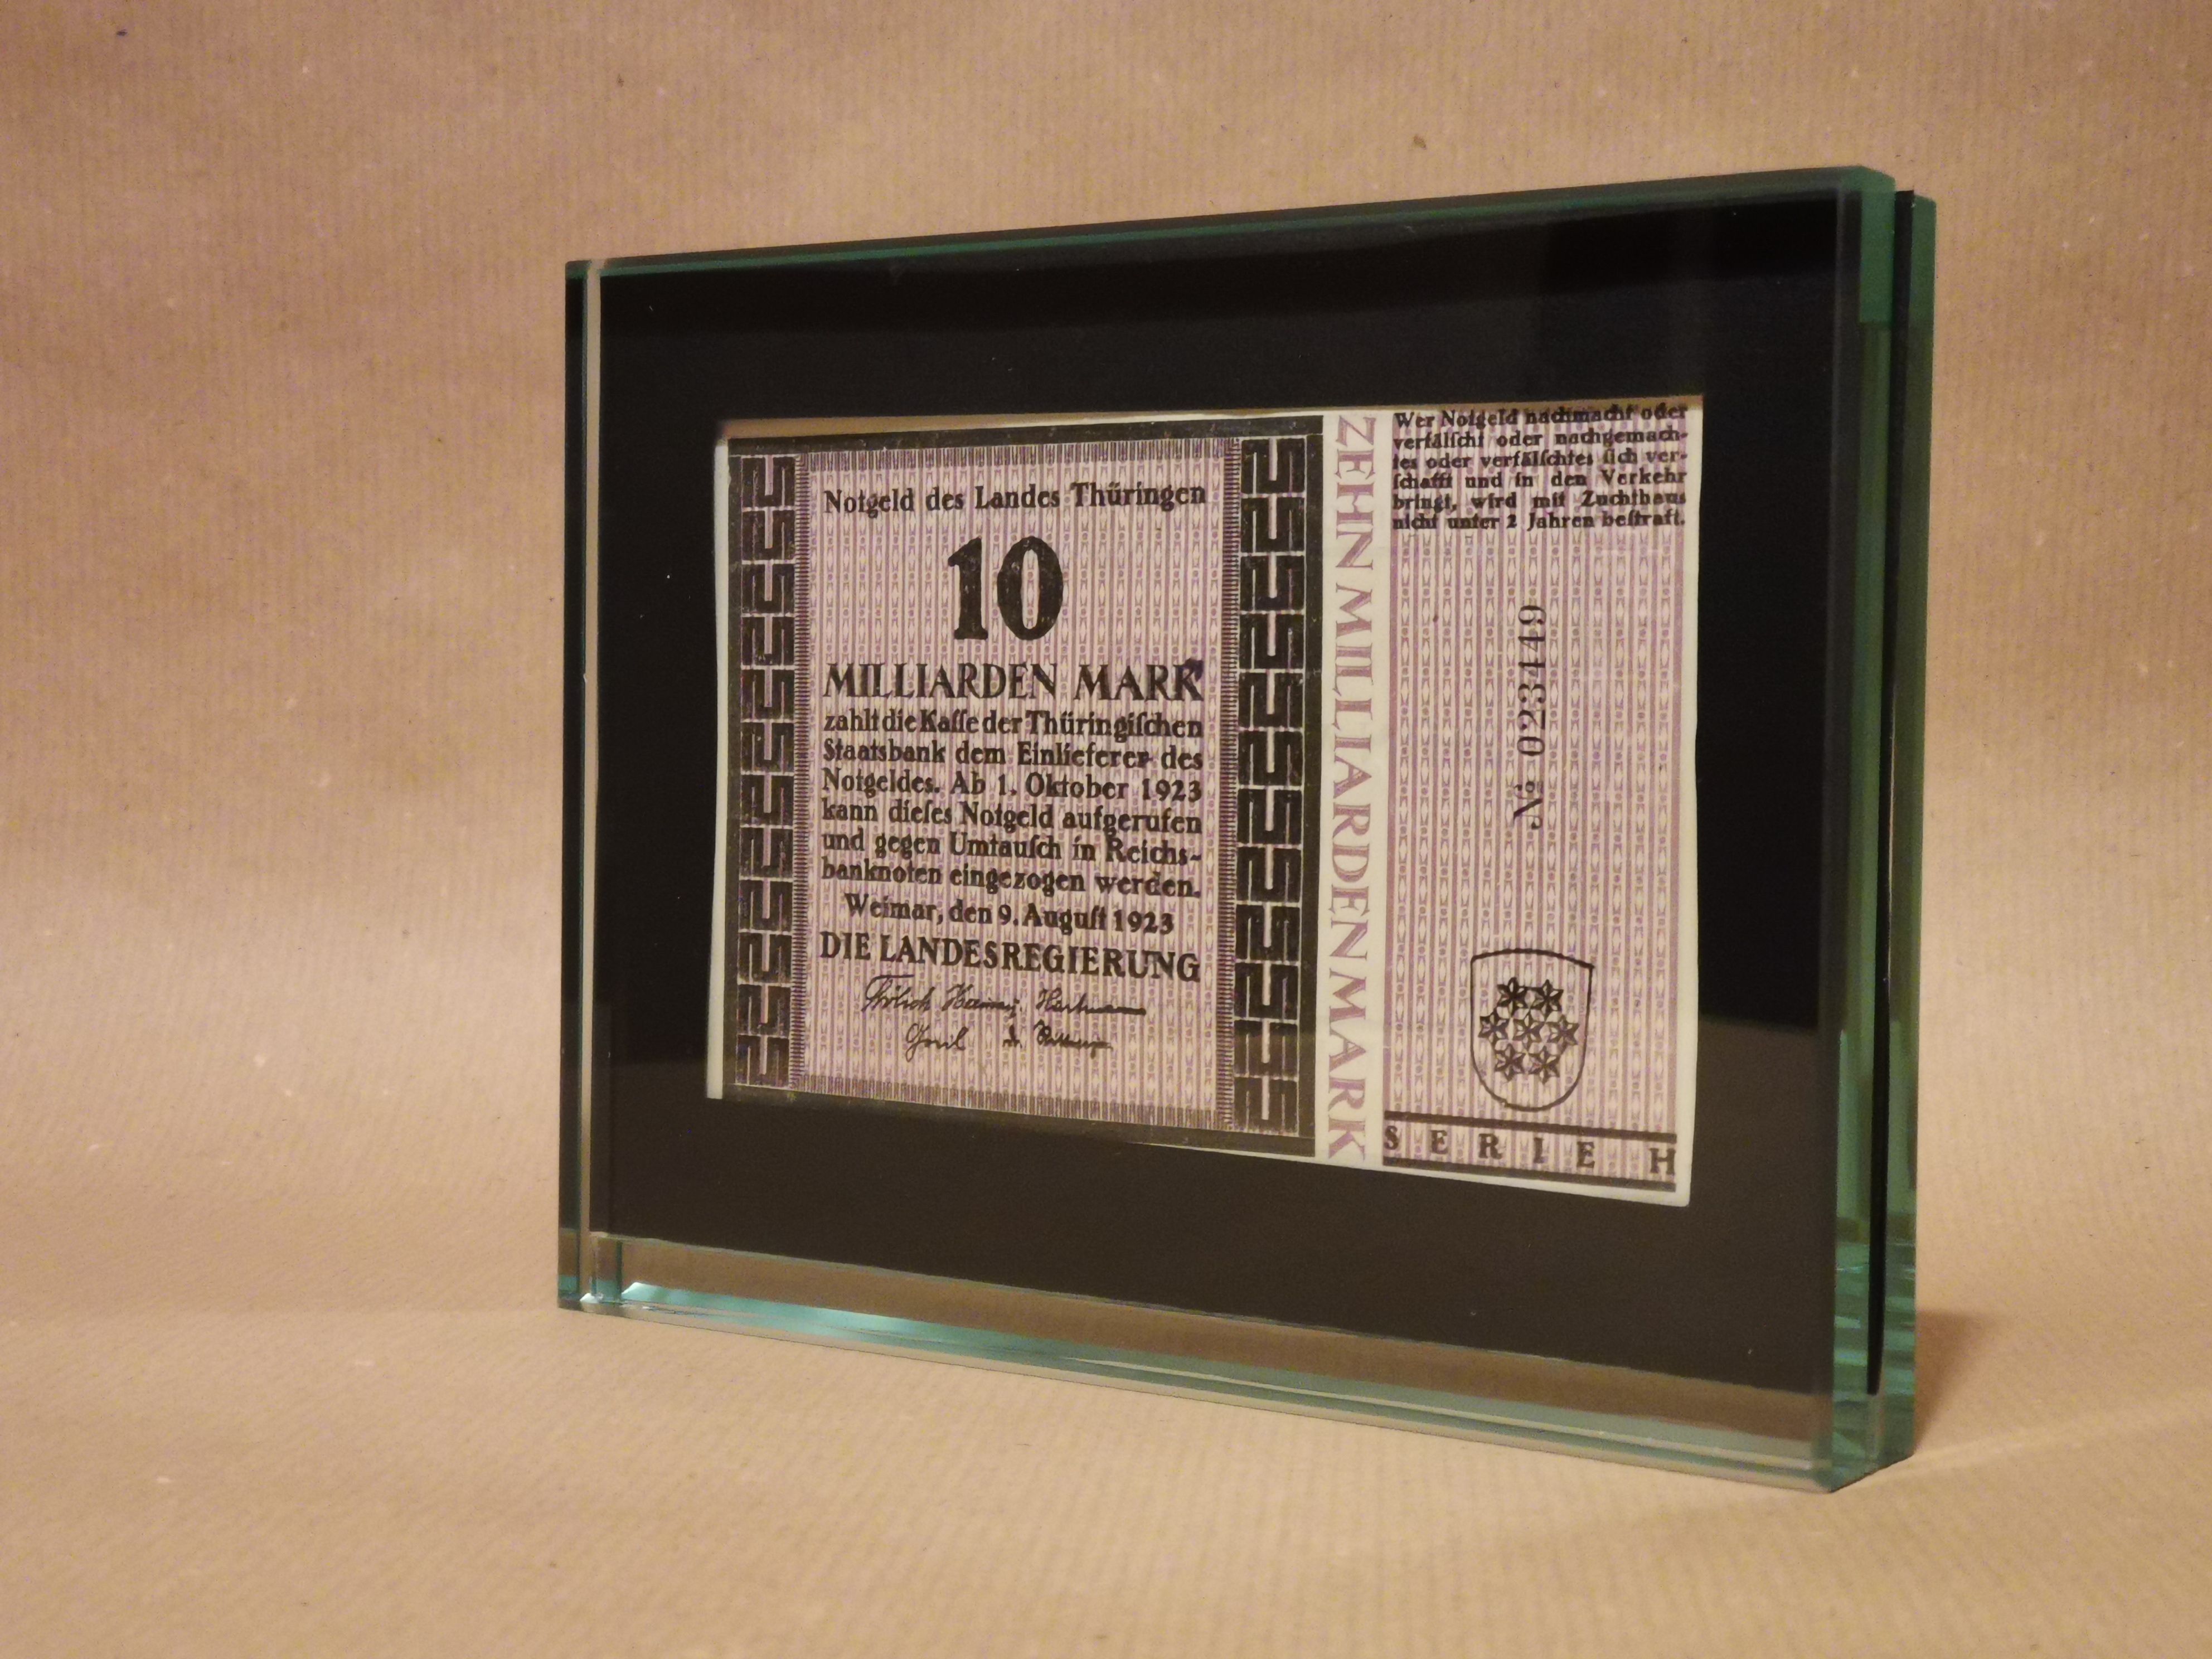 Notgeld des Landes Thüringen
10
MILLIARDEN MARK
zahlt die Kaſſe der Thüringiſchen
Staatsbank dem Einlieferer des
Notgeldes. Ab 1. Oktober 1923
kann dieſes Notgeld aufgerufen
und gegen Umtauſch in Reichs-
banknoten eingezogen werden.
Weimar, den 9. Auguſt 1923
DIE LANDESREGIERUNG
ZEHN MILLIARDEN MARK
Wer Notgeld nachmacht oder
verfälſcht oder nachgemach-
tes oder verfälſchtes ſich ver-
ſchafft und in den Verkehr
bringt, wird mit Zuchthaus
nicht unter 2 Jahren beſtraft.
№ 023449
SERIE H